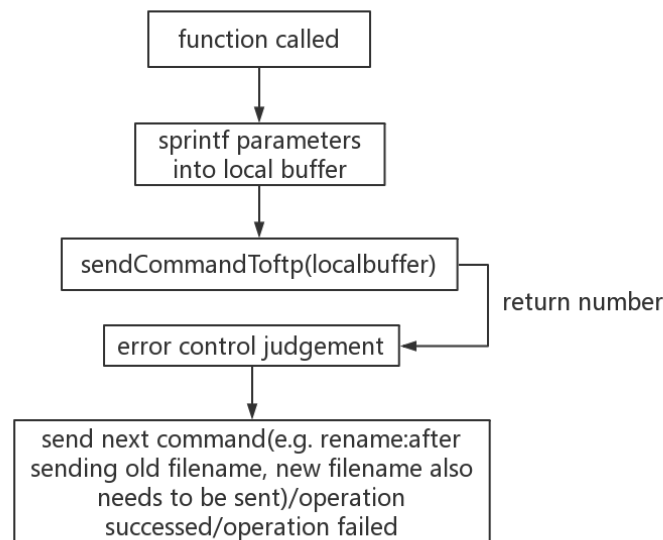 function called
sprintf parameters
into local buffer
sendCommandToftp(localbuffer)
return number
error control judgement
send next command(e.g. rename:after
sending old filename, new filename also
needs to be sent)/operation
successed/operation failed